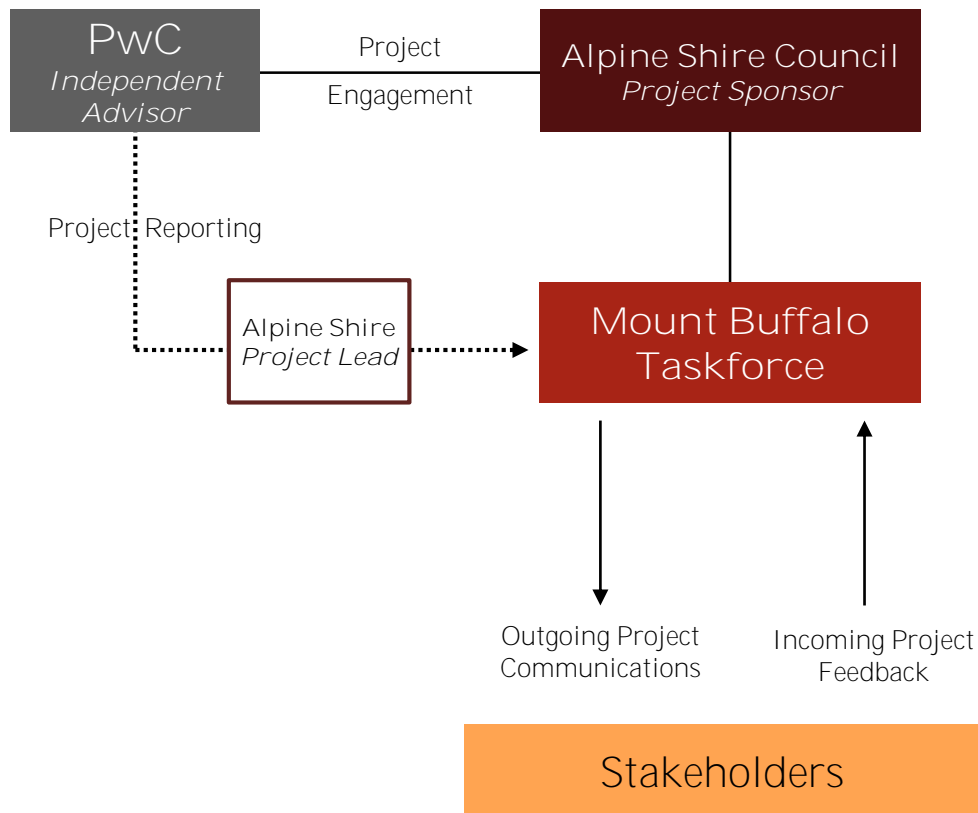 PwC
Independent
Advisor
Project
Engagement
Alpine Shire Council
Project Sponsor
Project Reporting
Alpine Shire
Project Lead
Mount Buffalo
Taskforce
Outgoing Project
Communications
Incoming Project
Feedback
Stakeholders